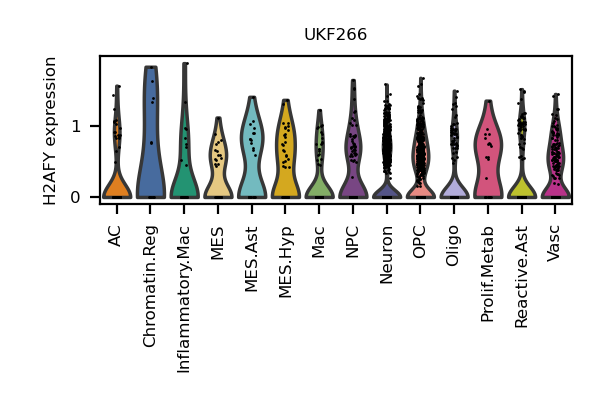 UKF266
H2AFY expression
1
0
AC
Chromatin.Reg
Inflammatory.Mac
MES
MES.Ast
MES.Hyp
Mac
NPC
Neuron
OPC
Oligo
Prolif.Metab
Reactive.Ast
Vasc